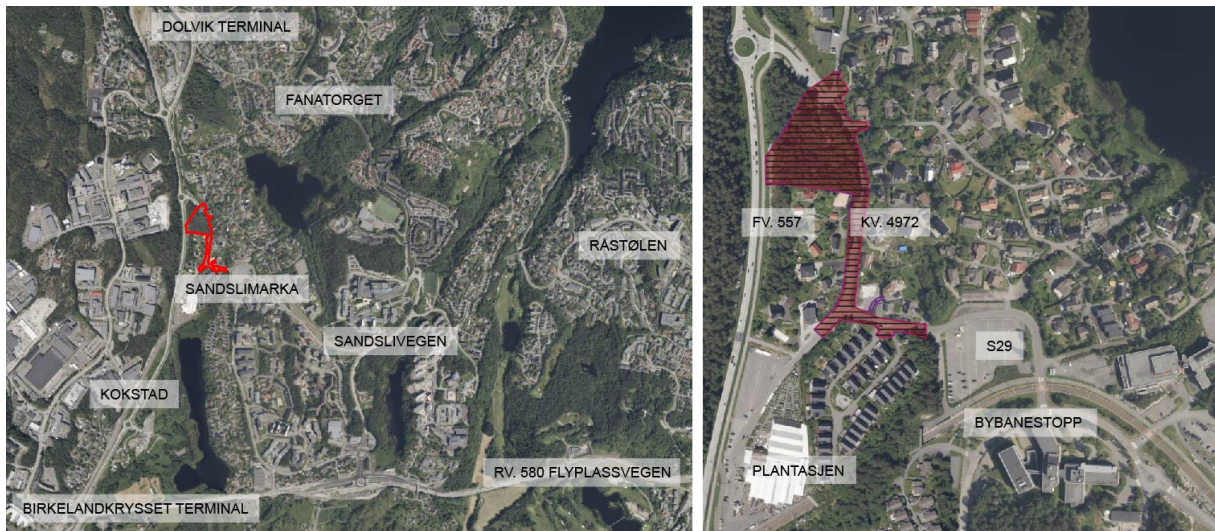 DOLVIK TERMINAL
FANATORGET
RÅSTØLEN
SANDSLIMARKA
SANDSLIVEGEN
KOKSTAD
RV. 580 FLYPLASSVEGEN
BIRKELANDKRYSSET TERMINAL
FV. 557
KV. 4972
S29
BYBANESTOPP
PLANTASJEN